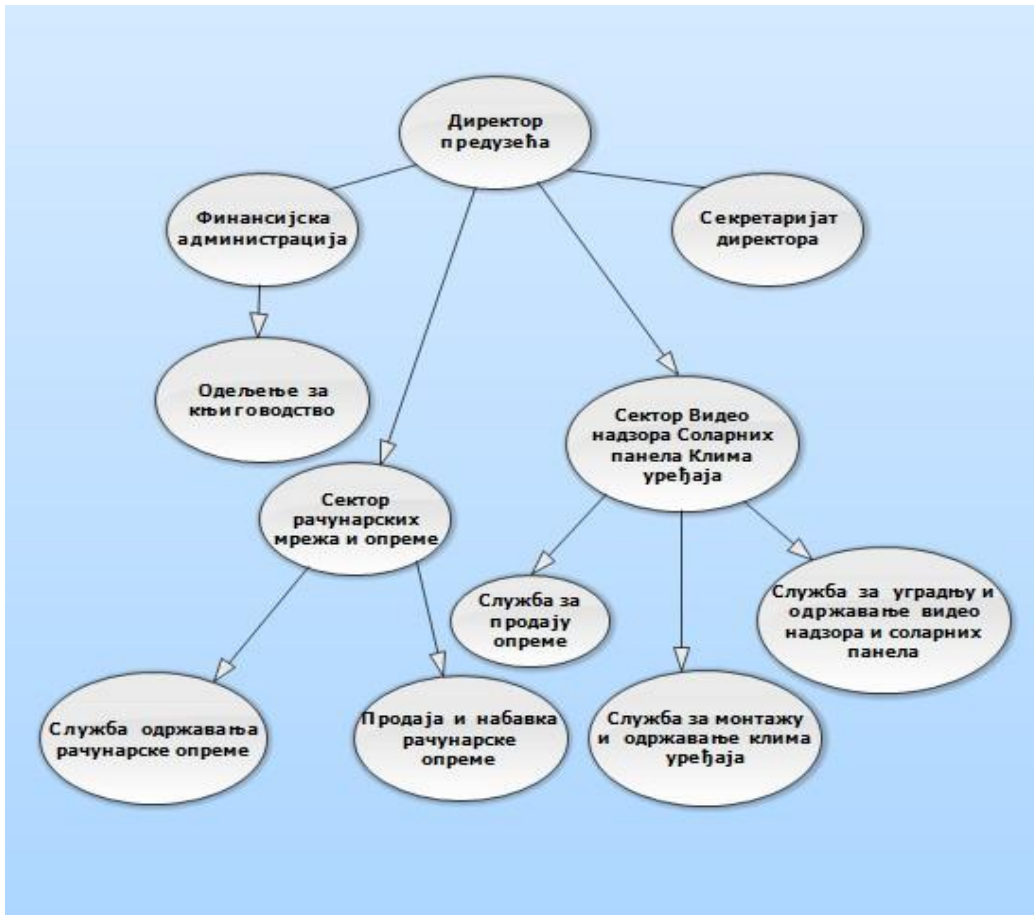 Директор
предузећа
Финансијска
администрација
Секретаријат
директора
Одељење за
књиговодство
Сектор Видео
надзора Соларних
панела Клима
уређаја
Сектор
рачунарских
мрежа и опреме
Служба за
продају
опреме
Служба за уградњу и
одржавање видео
надзора и соларних
панела
Служба одржавања
рачунарске опреме
Продаја и набавка
рачунарске
опреме
Служба за монтажу
и одржавање клима
уређаја